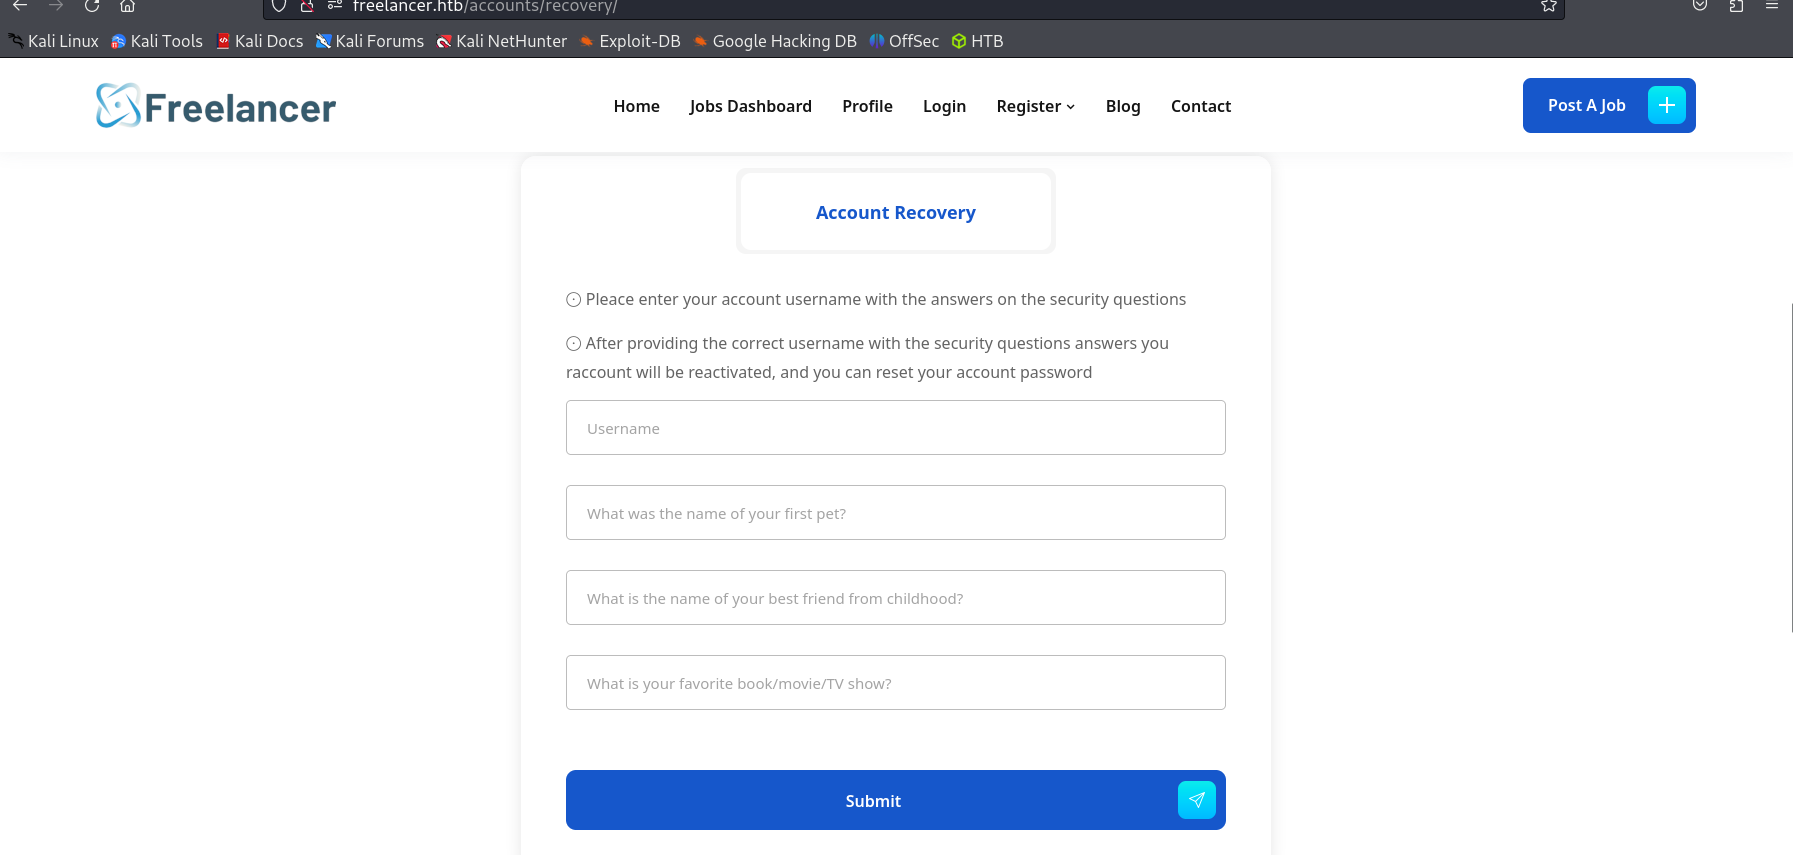 freelancer.htb/accounts/recovery/
Kali Linux Kali Tools Kali Docs Kali Forums Kali NetHunter Exploit-DB Google Hacking DB OffSec HTB
Freelancer Home Jobs Dashboard Profile Login Register Blog Contact Post A Job
Account Recovery
Pleace enter your account username with the answers on the security questions
After providing the correct username with the security questions answers you
raccount will be reactivated, and you can reset your account password
Username
What was the name of your first pet?
What is the name of your best friend from childhood?
What is your favorite book/movie/TV show?
Submit